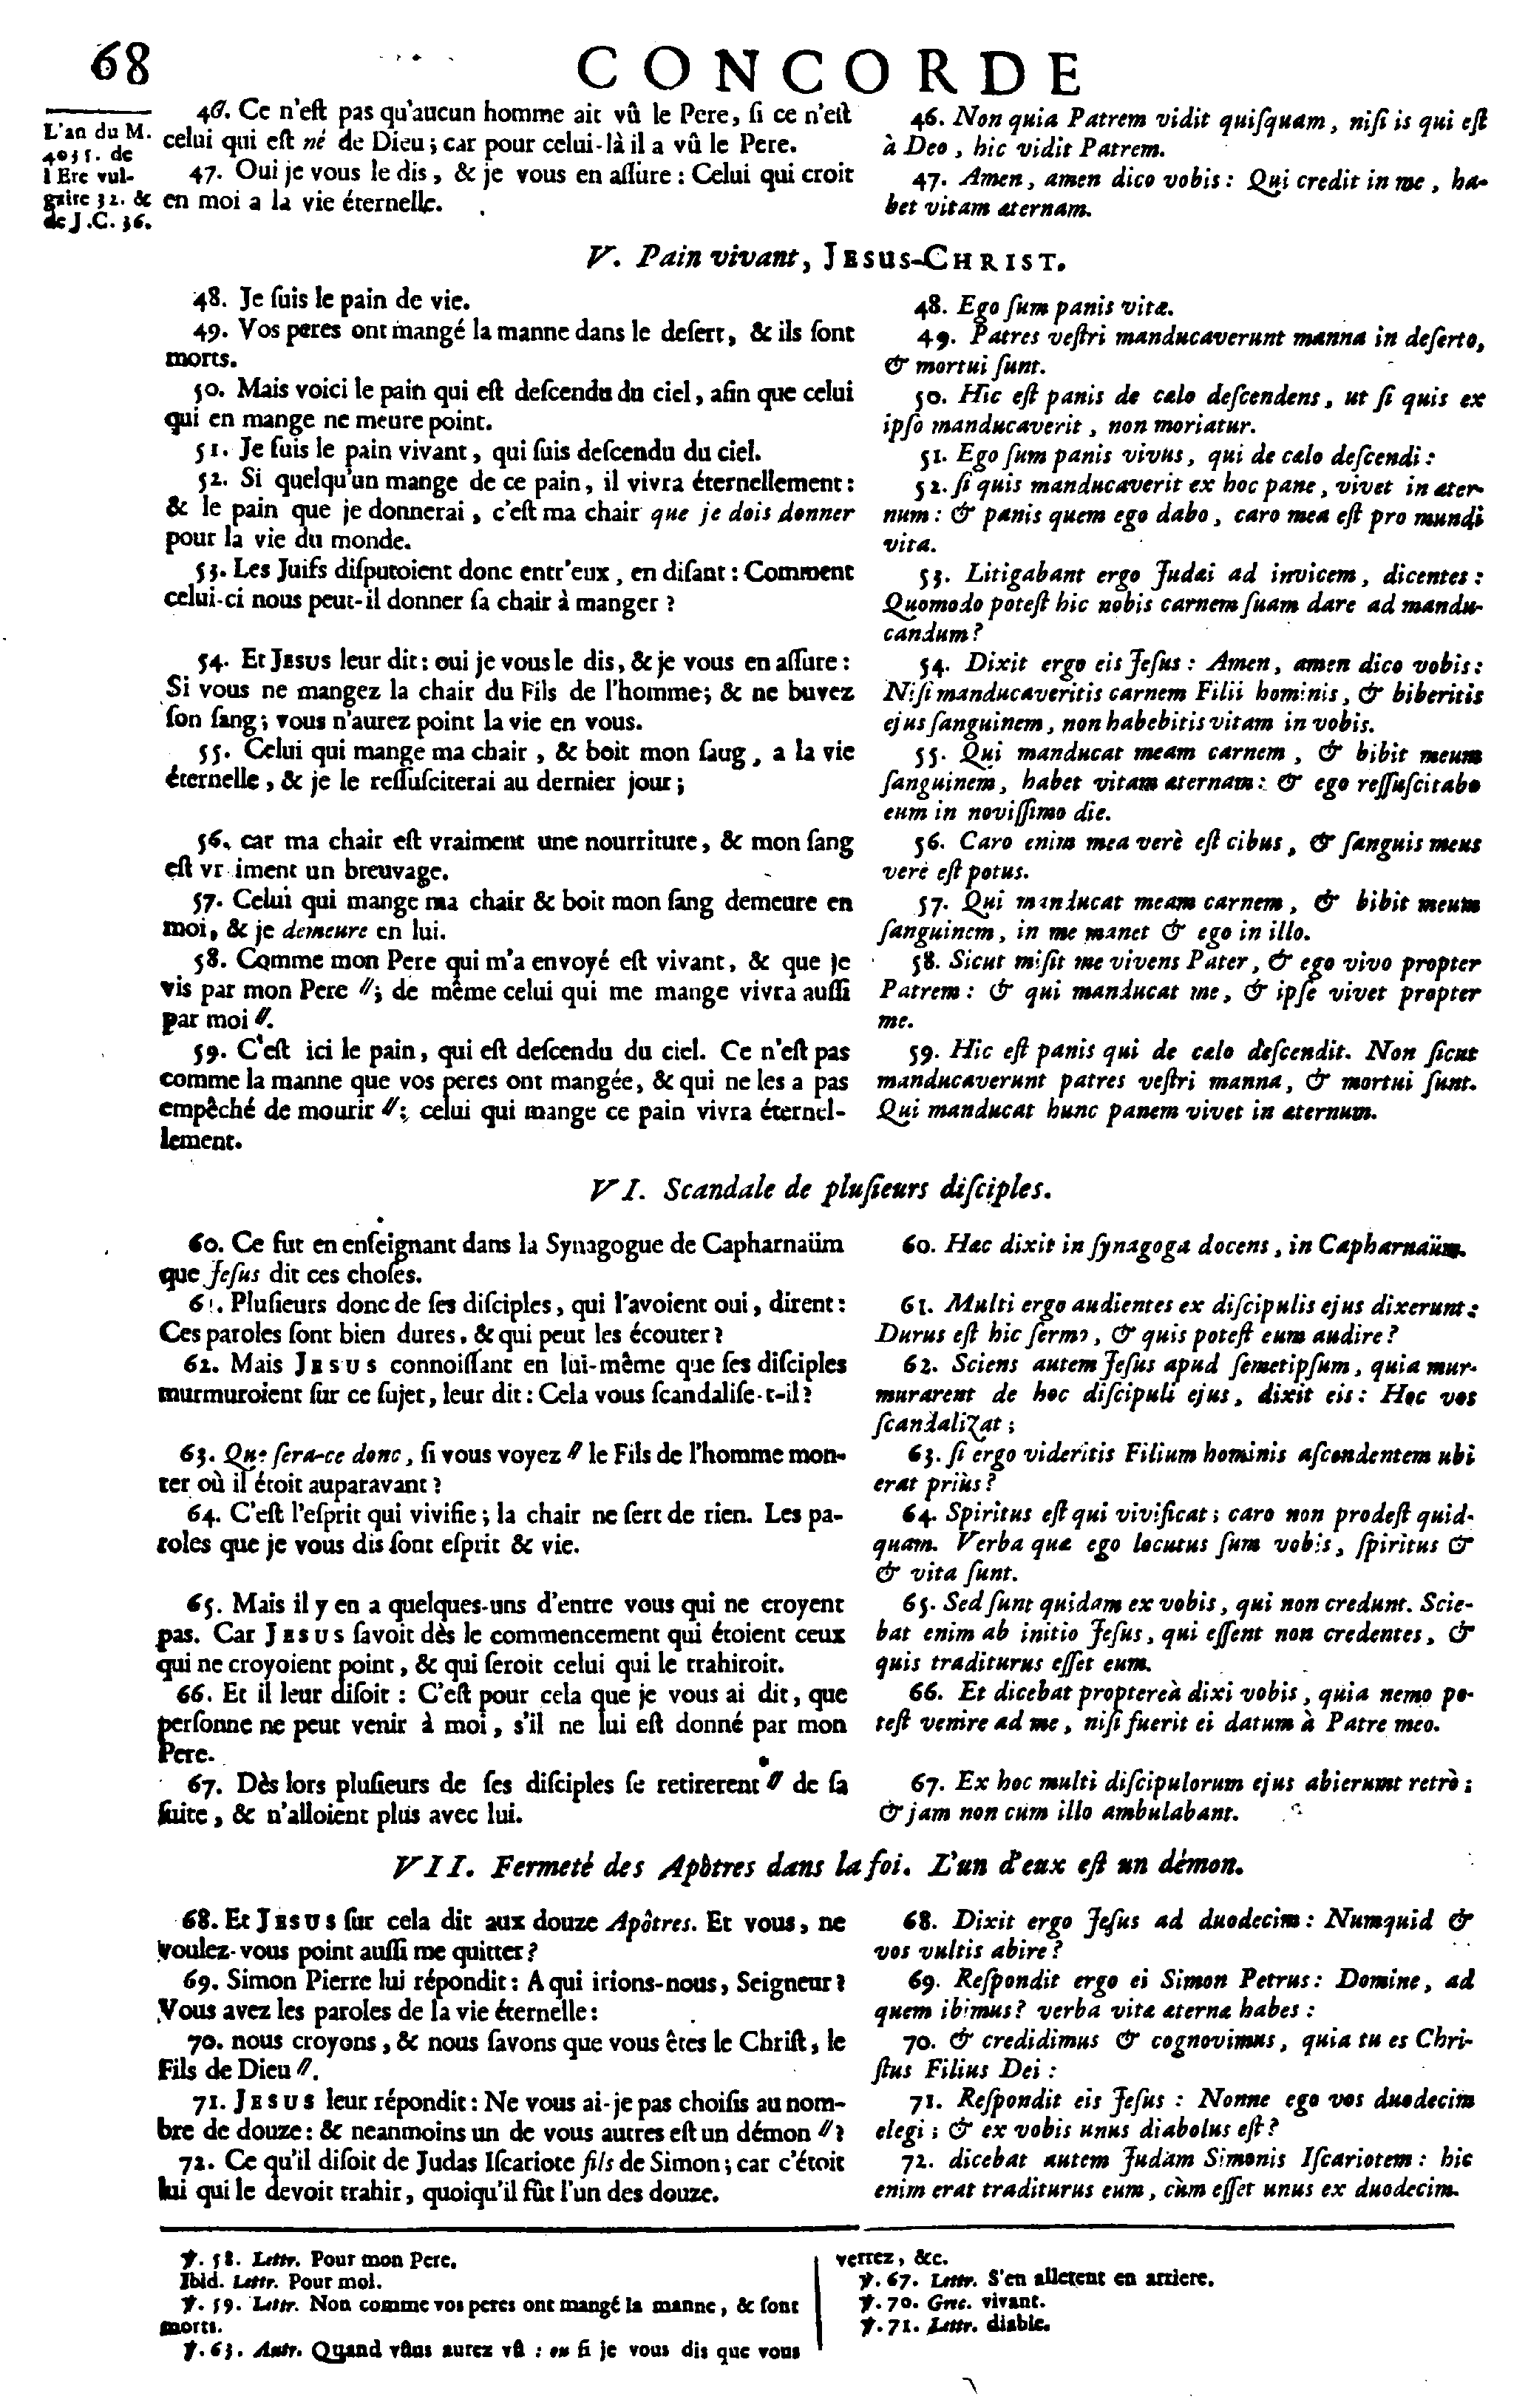 68
CONCORDE
L'an du M.
4035. de
l'Ere vul-
gaire 32. &
de J.C. 36.
46. Ce n'eſt pas qu'aucun homme ait vû le Pere, ſi ce n'eſt
celui qui eſt né de Dieu; car pour celui-là il a vû le Pere.
47. Oui je vous le dis, & je vous en aſſure: Celui qui croit
en moi a la vie éternelle.
46. Non quia Patrem vidit quiſquam, niſi is qui eſt
à Deo, hic vidit Patrem.
47. Amen, amen dico vobis: Qui credit in me, ha-
bet vitam æternam.
V. Pain vivant, JESUS-CHRIST.
48. Je ſuis le pain de vie.
49. Vos peres ont mangé la manne dans le deſert, & ils ſont
morts.
50. Mais voici le pain qui eſt deſcendu du ciel, afin que celui
qui en mange ne meure point.
51. Je ſuis le pain vivant, qui ſuis deſcendu du ciel.
52. Si quelqu'un mange de ce pain, il vivra éternellement:
& le pain que je donnerai, c'eſt ma chair que je dois donner
pour la vie du monde.
53. Les Juifs diſputoient donc entr'eux, en diſant: Comment
celui-ci nous peut-il donner ſa chair à manger?
54. Et JESUS leur dit: oui je vous le dis, & je vous en aſſure:
Si vous ne mangez la chair du Fils de l'homme; & ne buvez
ſon ſang; vous n'aurez point la vie en vous.
55. Celui qui mange ma chair, & boit mon ſaug, a la vie
éternelle, & je le reſſuſciterai au dernier jour;
56. car ma chair eſt vraiment une nourriture, & mon ſang
eſt vr iment un breuvage.
57. Celui qui mange ma chair & boit mon ſang demeure en
moi, & je demeure en lui.
58. Comme mon Pere qui m'a envoyé eſt vivant, & que je
vis par mon Pere //; de même celui qui me mange vivra auſſi
par moi //.
59. C'eſt ici le pain, qui eſt deſcendu du ciel. Ce n'eſt pas
comme la manne que vos peres ont mangée, & qui ne les a pas
empêché de mourir //; celui qui mange ce pain vivra éternel-
lement.
48. Ego ſum panis vitæ.
49. Patres veſtri manducaverunt manna in deſerto,
& mortui ſunt.
50. Hic eſt panis de cælo deſcendens, ut ſi quis ex
ipſo manducaverit, non moriatur.
51. Ego ſum panis vivus, qui de cælo deſcendi:
52. ſi quis manducaverit ex hoc pane, vivet in æter-
num: & panis quem ego dabo, caro mea eſt pro mundi
vita.
53. Litigabant ergo Judæi ad invicem, dicentes:
Quomodo poteſt hic nobis carnem ſuam dare ad mandu-
candum?
54. Dixit ergo eis Jeſus: Amen, amen dico vobis:
Niſi manducaveritis carnem Filii hominis, & biberitis
ejus ſanguinem, non habebitis vitam in vobis.
55. Qui manducat meam carnem, & bibit meum
ſanguinem, habet vitam æternam: & ego reſſuſcitabo
eum in noviſſimo die.
56. Caro enim mea verè eſt cibus, & ſanguis meus
verè eſt potus.
57. Qui manducat meam carnem, & bibit meum
ſanguinem, in me manet & ego in illo.
58. Sicut miſit me vivens Pater, & ego vivo propter
Patrem: & qui manducat me, & ipſe vivet propter
me.
59. Hic eſt panis qui de cælo deſcendit. Non ſicut
manducaverunt patres veſtri manna, & mortui ſunt.
Qui manducat hunc panem vivet in æternum.
VI. Scandale de pluſieurs diſciples.
60. Ce fut en enſeignant dans la Synagogue de Capharnaüm
que Jeſus dit ces choſes.
61. Pluſieurs donc de ſes diſciples, qui l'avoient oui, dirent:
Ces paroles ſont bien dures, & qui peut les écouter?
62. Mais JESUS connoiſſant en lui-même que ſes diſciples
murmuroient ſur ce ſujet, leur dit: Cela vous ſcandaliſe-t-il?
63. Que ſera-ce donc, ſi vous voyez // le Fils de l'homme mon-
ter où il étoit auparavant?
64. C'eſt l'eſprit qui vivifie; la chair ne ſert de rien. Les pa-
roles que je vous dis ſont eſprit & vie.
65. Mais il y en a quelques-uns d'entre vous qui ne croyent
pas. Car JESUS ſavoit dès le commencement qui étoient ceux
qui ne croyoient point, & qui ſeroit celui qui le trahiroit.
66. Et il leur diſoit: C'eſt pour cela que je vous ai dit, que
perſonne ne peut venir à moi, s'il ne lui eſt donné par mon
Pere.
67. Dès lors pluſieurs de ſes diſciples ſe retirerent // de ſa
ſuite, & n'alloient plus avec lui.
60. Hæc dixit in ſynagoga docens, in Capharnaüm.
61. Multi ergo audientes ex diſcipulis ejus dixerunt:
Durus eſt hic ſermo, & quis poteſt eum audire?
62. Sciens autem Jeſus apud ſemetipſum, quia mur-
murarent de hoc diſcipuli ejus, dixit eis: Hoc vos
ſcandalizat;
63. ſi ergo videritis Filium hominis aſcendentem ubi
erat priùs?
64. Spiritus eſt qui vivificat; caro non prodeſt quid-
quam. Verba quæ ego locutus ſum vobis, ſpiritus &
& vita ſunt.
65. Sed ſunt quidam ex vobis, qui non credunt. Scie-
bat enim ab initio Jeſus, qui eſſent non credentes, &
quis traditurus eſſet eum.
66. Et dicebat proptereà dixi vobis, quia nemo po-
teſt venire ad me, niſi fuerit ei datum à Patre meo.
67. Ex hoc multi diſcipulorum ejus abierunt retrò;
& jam non cum illo ambulabant.
VII. Fermeté des Apôtres dans la foi. L'un d'eux eſt un démon.
68. Et JESUS ſur cela dit aux douze Apôtres. Et vous, ne
voulez-vous point auſſi me quitter?
69. Simon Pierre lui répondit: A qui irions-nous, Seigneur?
Vous avez les paroles de la vie éternelle:
70. nous croyons, & nous ſavons que vous êtes le Chriſt, le
Fils de Dieu //.
71. JESUS leur répondit: Ne vous ai-je pas choiſis au nom-
bre de douze: & neanmoins un de vous autres eſt un démon //?
72. Ce qu'il diſoit de Judas Iſcariote fils de Simon; car c'étoit
lui qui le devoit trahir, quoiqu'il fût l'un des douze.
68. Dixit ergo Jeſus ad duodecim: Numquid &
vos vultis abire?
69. Reſpondit ergo ei Simon Petrus: Domine, ad
quem ibimus? verba vitæ æternæ habes:
70. & credidimus & cognovimus, quia tu es Chri-
ſtus Filius Dei:
71. Reſpondit eis Jeſus: Nonne ego vos duodecim
elegi; & ex vobis unus diabolus eſt?
72. dicebat autem Judam Simonis Iſcariotem: hic
enim erat traditurus eum, cùm eſſet unus ex duodecim.
℣. 58. Lettr. Pour mon Pere.
Ibid. Lettr. Pour moi.
℣. 59. Lettr. Non comme vos peres ont mangé la manne, & ſont
morts.
℣. 63. Autr. Quand vous aurez vû: ou ſi je vous dis que vous
verrez, &c.
℣. 67. Lettr. S'en allerent en arriere.
℣. 70. Grec. vivant.
℣. 71. Lettr. diable.